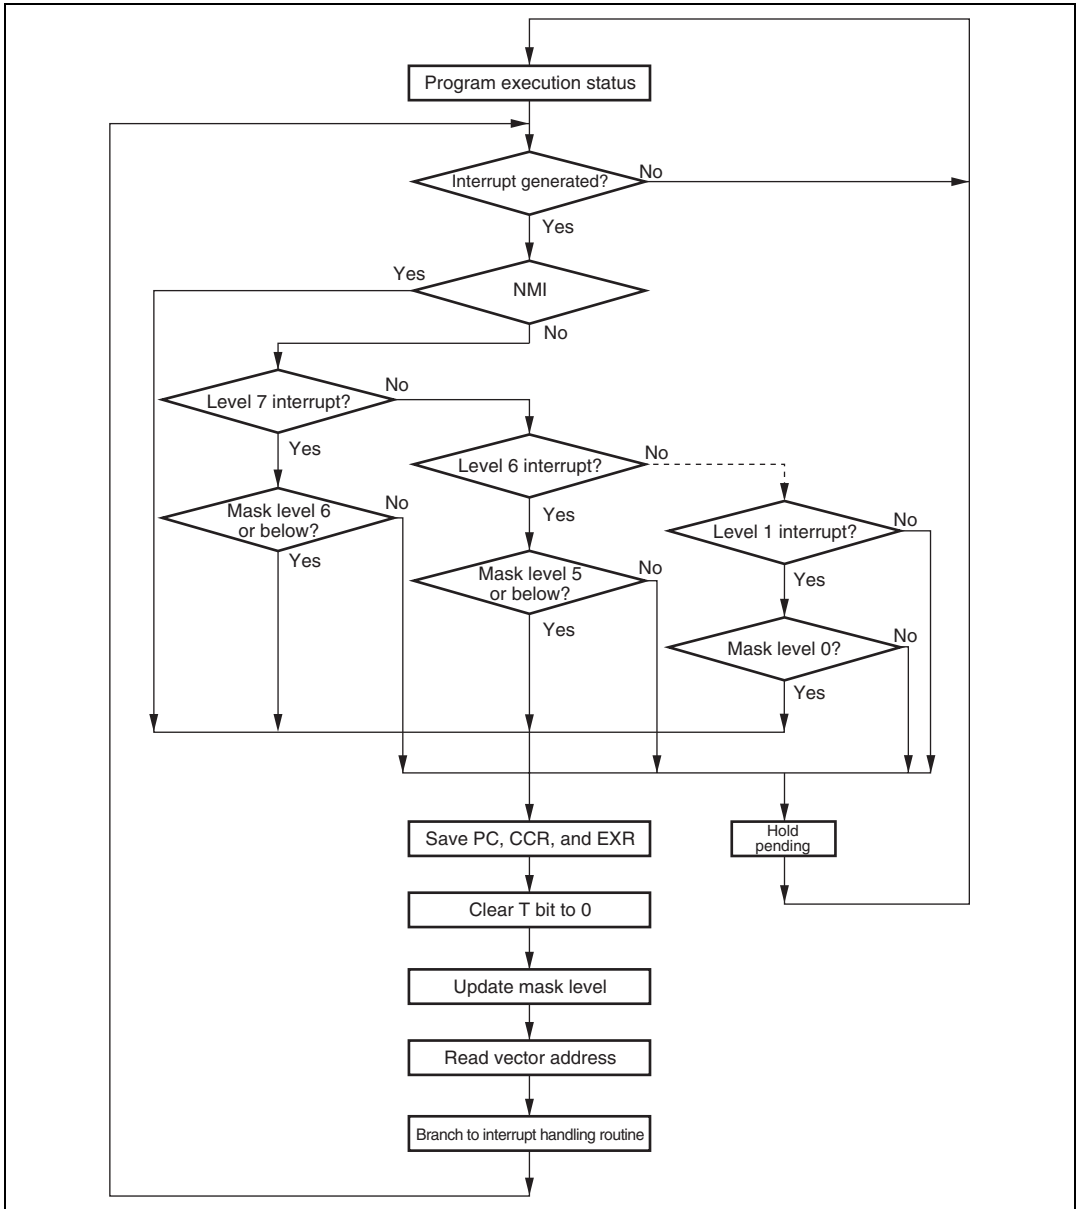 Program execution status
Interrupt generated?
No
Yes
Yes
NMI
No
Level 7 interrupt?
No
Yes
Level 6 interrupt?
No
Yes
Mask level 6
or below?
No
Yes
Level 1 interrupt?
No
Yes
Mask level 5
or below?
No
Yes
Mask level 0?
No
Yes
Save PC, CCR, and EXR
Hold
pending
Clear T bit to 0
Update mask level
Read vector address
Branch to interrupt handling routine